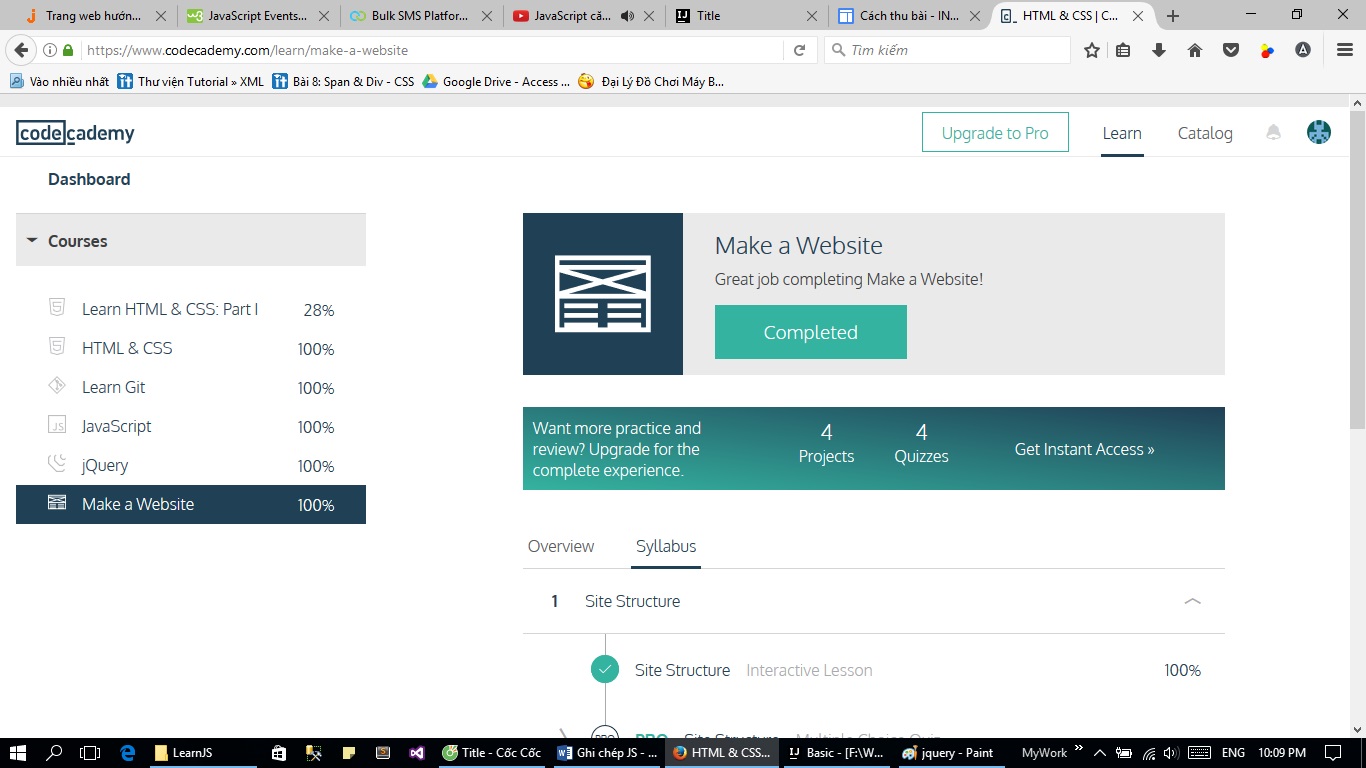 Trang web hướn...
JavaScript Events...
Bulk SMS Platfor...
JavaScript că...
Title
Cách thu bài - IN...
HTML & CSS | C...
https://www.codecademy.com/learn/make-a-website
Tìm kiếm
Vào nhiều nhất
Thư viện Tutorial » XML
Bài 8: Span & Div - CSS
Google Drive - Access ...
Đại Lý Đồ Chơi Máy B...
codecademy
Upgrade to Pro
Learn
Catalog
Dashboard
Courses
Learn HTML & CSS: Part I 28%
HTML & CSS 100%
Learn Git 100%
JavaScript 100%
jQuery 100%
Make a Website 100%
Make a Website
Great job completing Make a Website!
Completed
Want more practice and
review? Upgrade for the
complete experience.
4
Projects
4
Quizzes
Get Instant Access »
Overview
Syllabus
1 Site Structure
Site Structure Interactive Lesson 100%
PRO Site Structure Multiple Choice Quiz
LearnJS
Title - Cốc Cốc
Ghi chép JS - ...
HTML & CSS...
Basic - [F:\W...
jquery - Paint
MyWork
ENG
10:09 PM